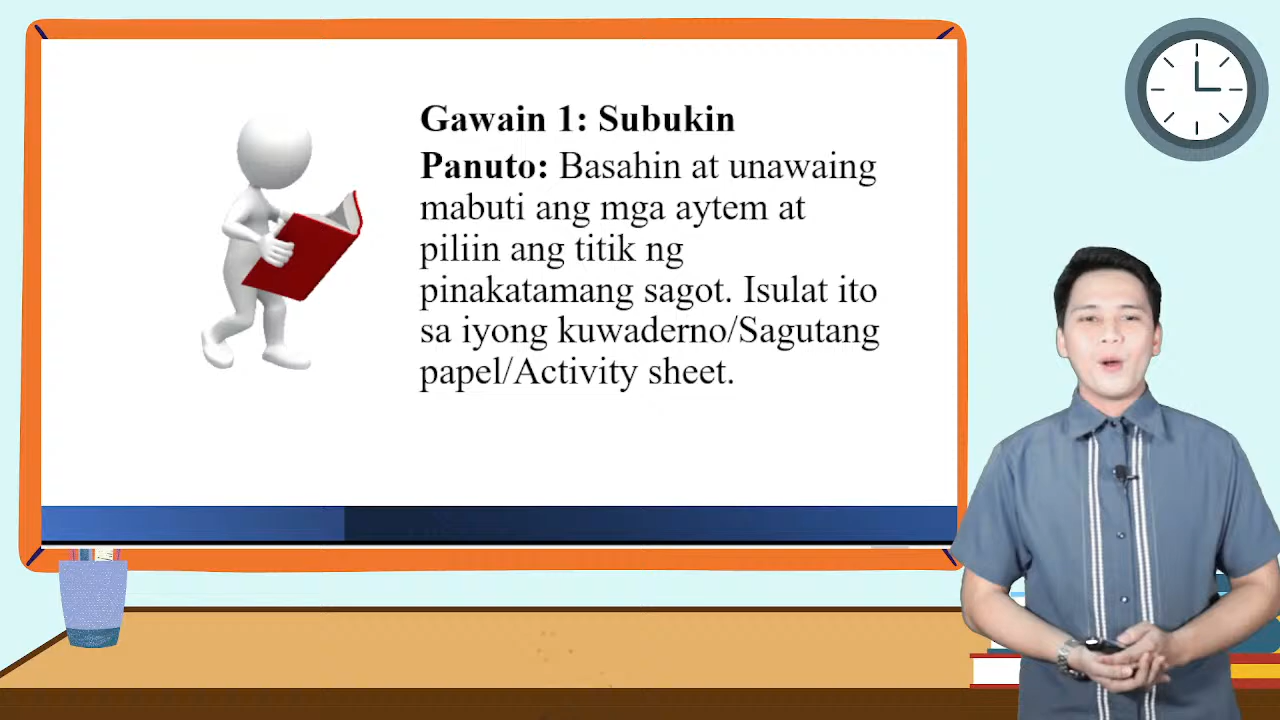 Gawain 1: Subukin
Panuto: Basahin at unawaing
mabuti ang mga aytem at
piliin ang titik ng
pinakatamang sagot. Isulat ito
sa iyong kuwaderno/Sagutang
papel/Activity sheet.